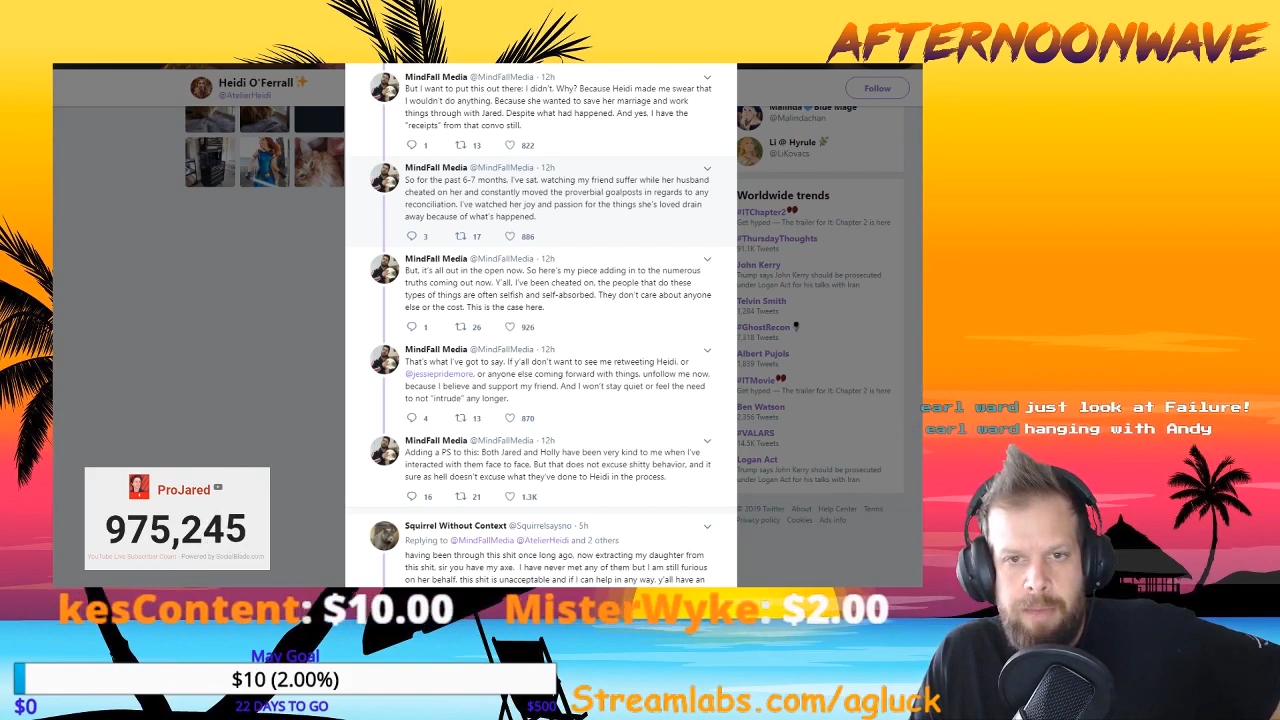 AFTERNOONWAVE
Heidi O'Ferrall
@AtelierHeidi
Follow
MindFall Media @MindFallMedia · 12h
But I want to put this out there: I didn't. Why? Because Heidi made me swear that
I wouldn't do anything. Because she wanted to save her marriage and work
things through with Jared. Despite what had happened. And yes, I have the
"receipts" from that convo still.
1 13 822
MindFall Media @MindFallMedia · 12h
So for the past 6-7 months, I've sat, watching my friend suffer while her husband
cheated on her and constantly moved the proverbial goalposts in regards to any
reconciliation. I've watched her joy and passion for the things she's loved drain
away because of what's happened.
3 17 886
MindFall Media @MindFallMedia · 12h
But, it's all out in the open now. So here's my piece adding in to the numerous
truths coming out now. Y'all, I've been cheated on, the people that do these
types of things are often selfish and self-absorbed. They don't care about anyone
else or the cost. This is the case here.
1 26 926
MindFall Media @MindFallMedia · 12h
That's what I've got to say. If y'all don't want to see me retweeting Heidi, or
@jessiepridemore, or anyone else coming forward with things, unfollow me now,
because I believe and support my friend. And I won't stay quiet or feel the need
to not "intrude" any longer.
4 13 870
MindFall Media @MindFallMedia · 12h
Adding a PS to this: Both Jared and Holly have been very kind to me when I've
interacted with them face to face. But that does not excuse shitty behavior, and it
sure as hell doesn't excuse what they've done to Heidi in the process.
16 21 1.3K
Squirrel Without Context @Squirrelsaysno · 5h
Replying to @MindFallMedia @AtelierHeidi and 2 others
having been through this shit once long ago, now extracting my daughter from
this shit, sir you have my axe. I have never met any of them but I am still furious
on her behalf, this shit is unacceptable and if I can help in any way, y'all have an
Malinda Blue Mage
@Malindachan
Li @ Hyrule
@LiKovacs
Worldwide trends
#ITChapter2
Get hyped — The trailer for It: Chapter 2 is here
#ThursdayThoughts
91.1K Tweets
John Kerry
Trump says John Kerry should be prosecuted
under Logan Act for his talks with Iran
Telvin Smith
1,284 Tweets
#GhostRecon
7,318 Tweets
Albert Pujols
1,839 Tweets
#ITMovie
Get hyped — The trailer for It: Chapter 2 is here
Ben Watson
2,356 Tweets
#VALARS
14.5K Tweets
Logan Act
Trump says John Kerry should be prosecuted
under Logan Act for his talks with Iran
© 2019 Twitter About Help Center Terms
Privacy policy Cookies Ads info
earl ward just look at Failure!
earl ward hanging with Andy
ProJared
975,245
YouTube Live Subscriber Count - Powered by SocialBlade.com
kesContent: $10.00 MisterWyke: $2.00
May Goal
$10 (2.00%)
$0 22 DAYS TO GO $500
Streamlabs.com/agluck